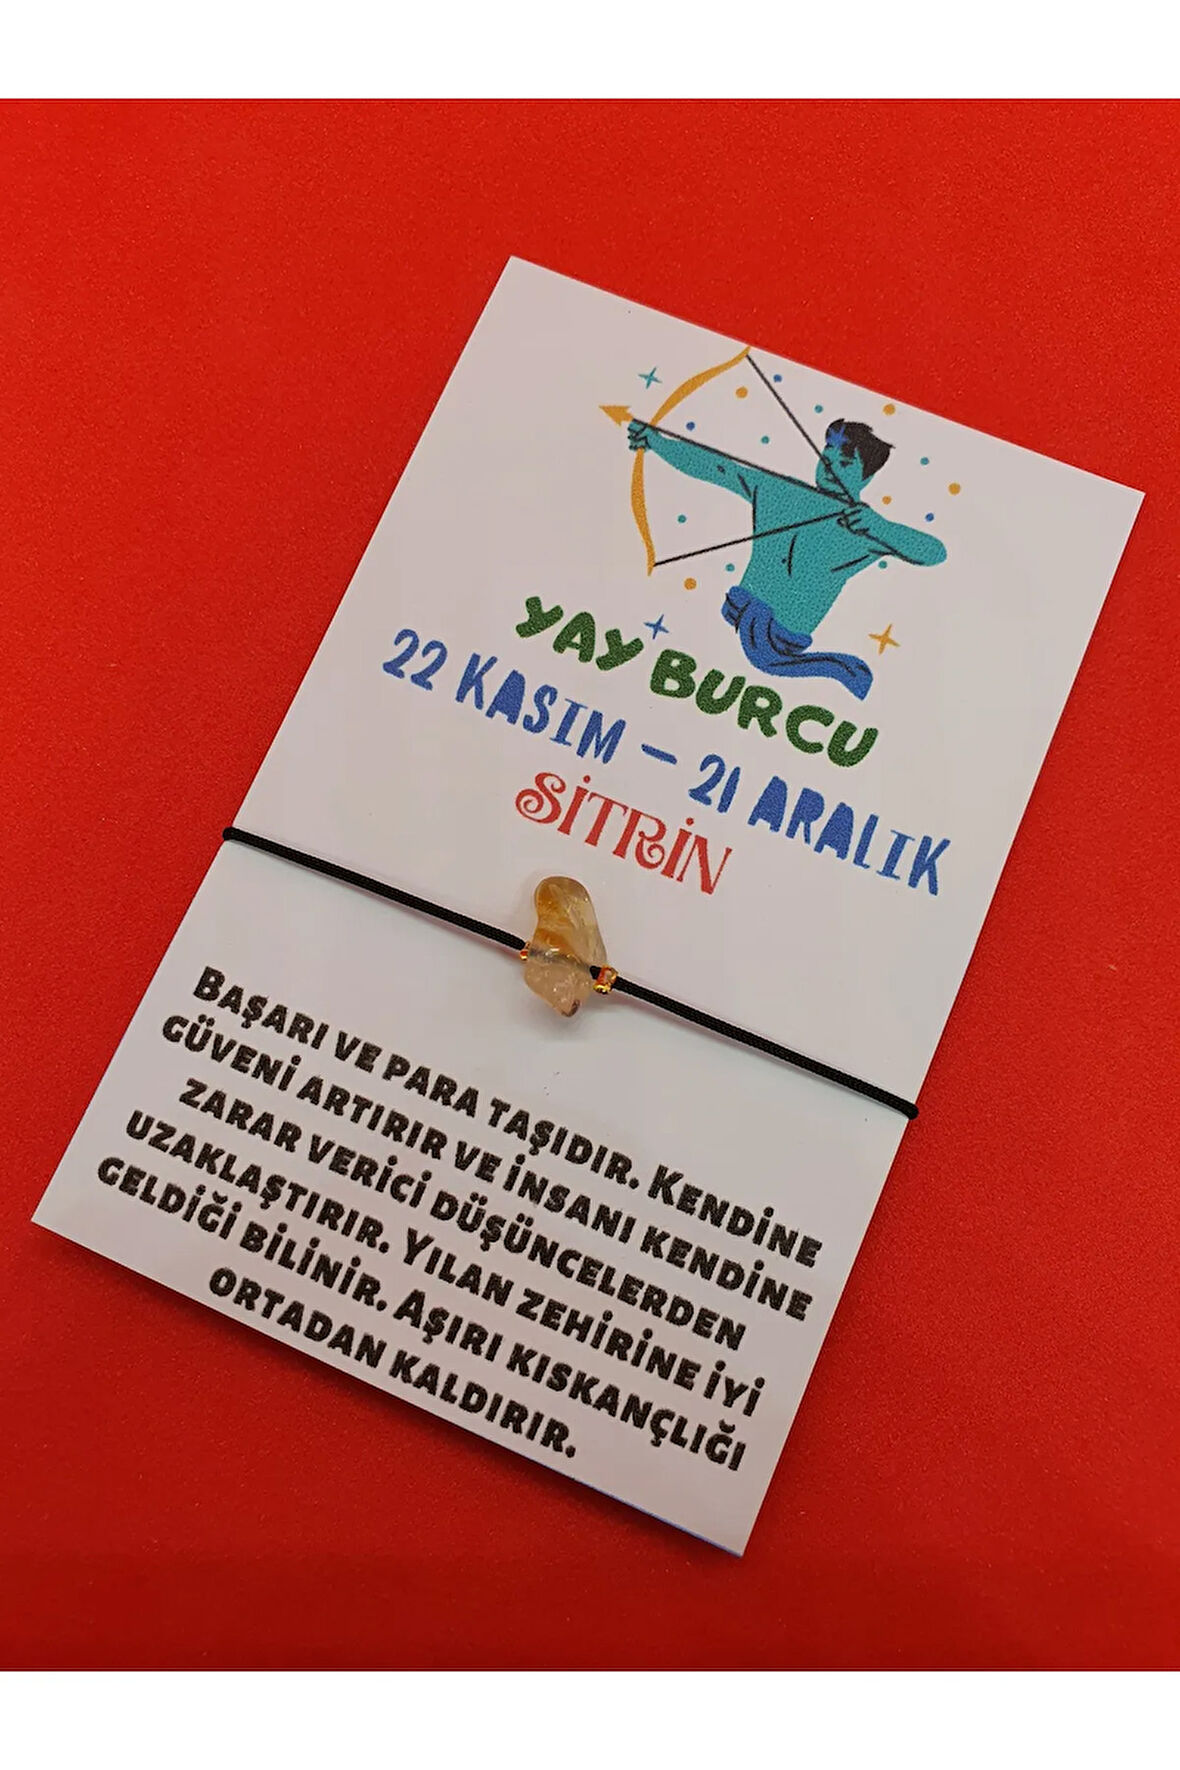 YAY BURCU
22 KASIM – 21 ARALIK
SİTRİN
BAŞARI VE PARA TAŞIDIR. KENDİNE
GÜVENİ ARTIRIR VE İNSANI KENDİNE
ZARAR VERİCİ DÜŞÜNCELERDEN
UZAKLAŞTIRIR. YILAN ZEHİRİNE İYİ
GELDİĞİ BİLİNİR. AŞIRI KISKANÇLIĞI
ORTADAN KALDIRIR.